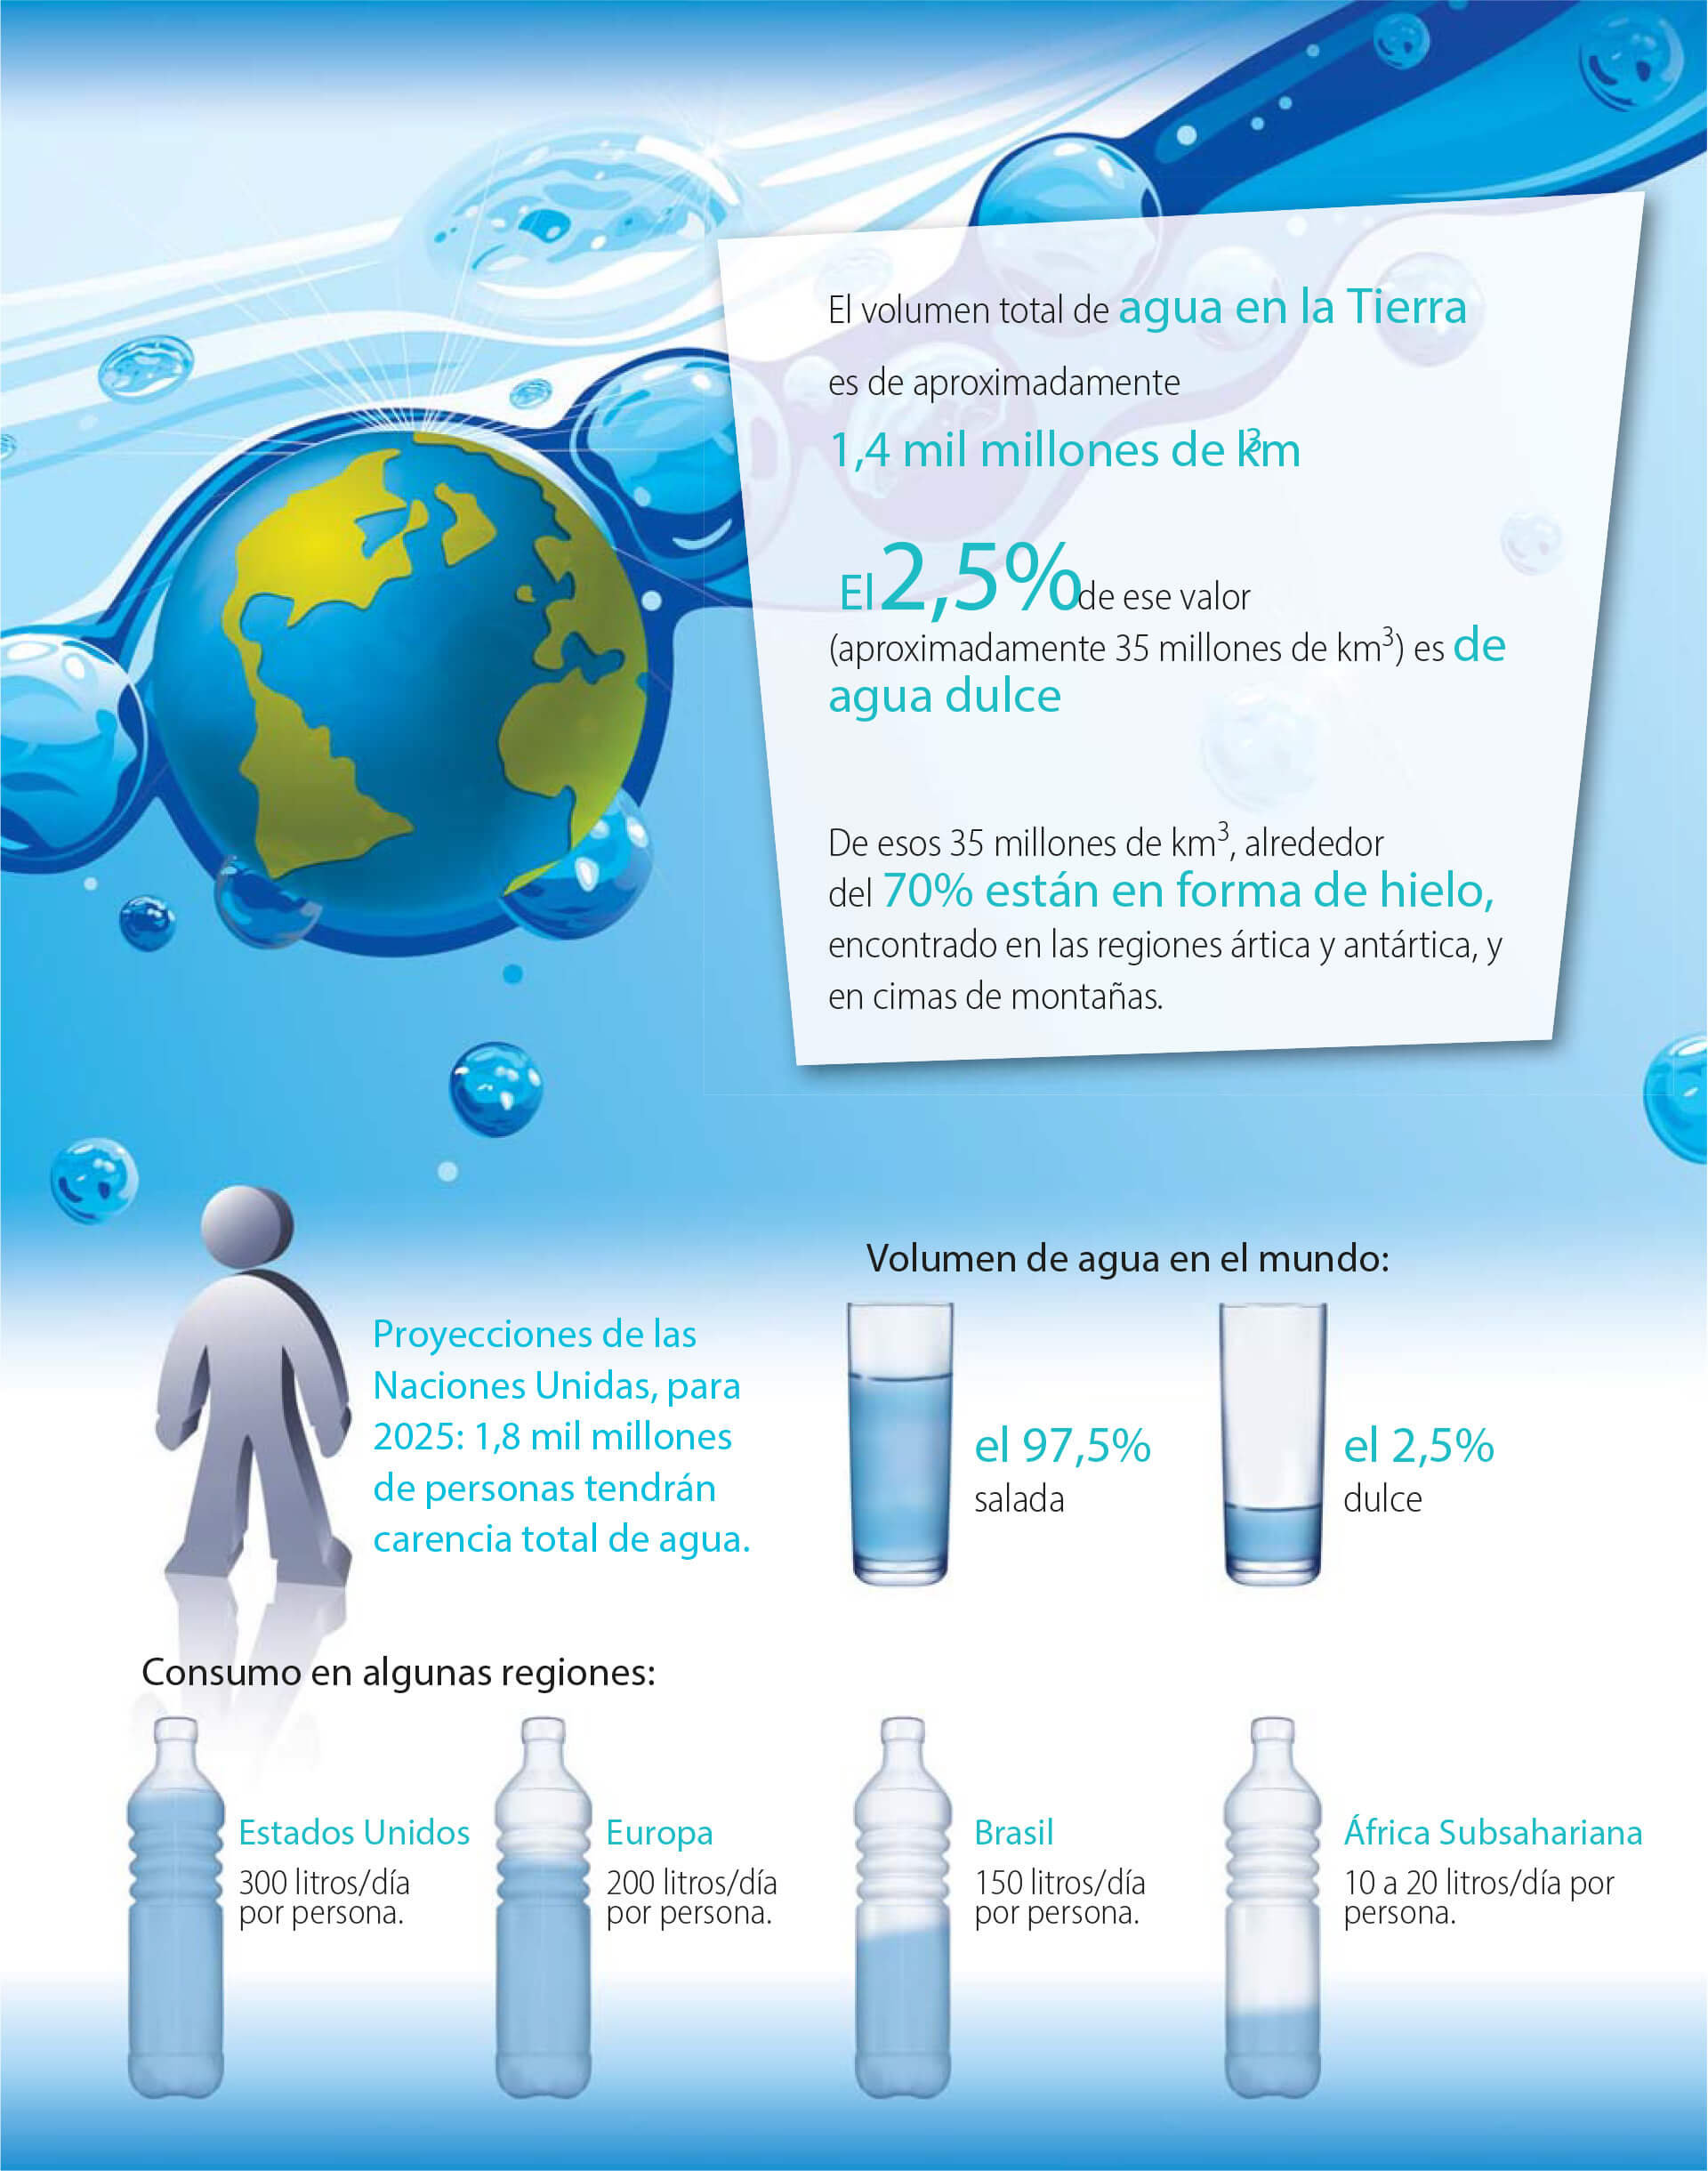 El volumen total de agua en la Tierra
es de aproximadamente
1,4 mil millones de km³
El 2,5% de ese valor
(aproximadamente 35 millones de km³) es de
agua dulce
De esos 35 millones de km³, alrededor
del 70% están en forma de hielo,
encontrado en las regiones ártica y antártica, y
en cimas de montañas.
Proyecciones de las
Naciones Unidas, para
2025: 1,8 mil millones
de personas tendrán
carencia total de agua.
Volumen de agua en el mundo:
el 97,5%
salada
el 2,5%
dulce
Consumo en algunas regiones:
Estados Unidos
300 litros/día
por persona.
Europa
200 litros/día
por persona.
Brasil
150 litros/día
por persona.
África Subsahariana
10 a 20 litros/día por
persona.